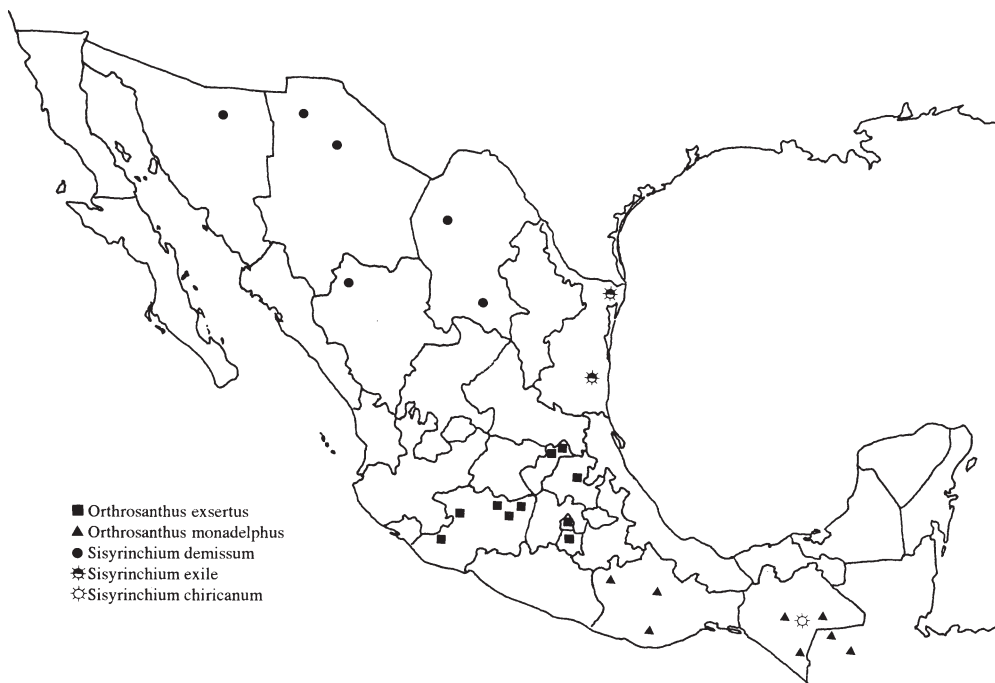 Orthrosanthus exsertus
Orthrosanthus monadelphus
Sisyrinchium demissum
Sisyrinchium exile
Sisyrinchium chiricanum